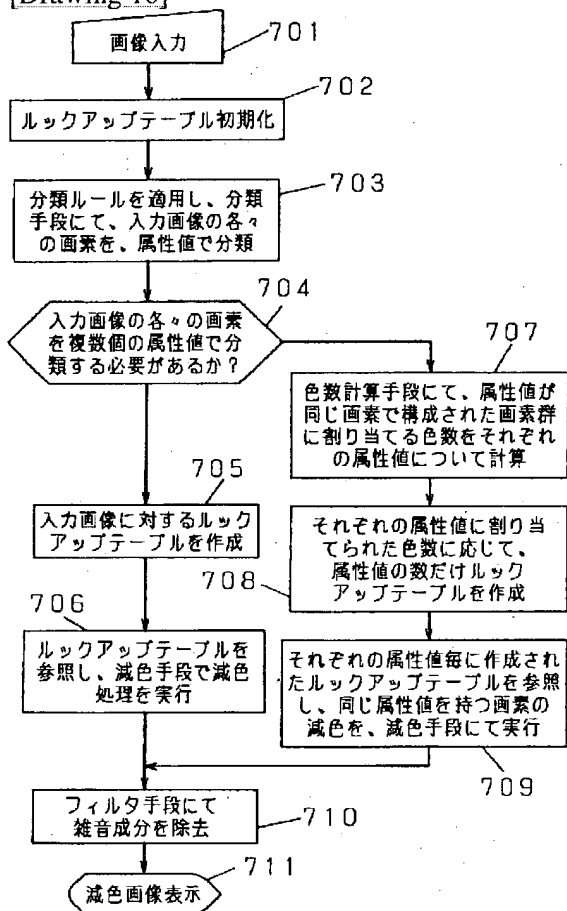 [Drawing 10]
画像入力
701
702
ルックアップテーブル初期化
703
分類ルールを適用し、分類
手段にて、入力画像の各々
の画素を、属性値で分類
704
入力画像の各々の画素
を複数個の属性値で分
類する必要があるか?
707
色数計算手段にて、属性値が
同じ画素で構成された画素群
に割り当てる色数をそれぞれ
の属性値について計算
705
入力画像に対するルック
アップテーブルを作成
それぞれの属性値に割り当
てられた色数に応じて、
属性値の数だけルック
アップテーブルを作成
708
706
ルックアップテーブルを
参照し、減色手段で減色
処理を実行
それぞれの属性値毎に作成され
たルックアップテーブルを参照
し、同じ属性値を持つ画素の
減色を、減色手段にて実行
709
フィルタ手段にて
雑音成分を除去
710
711
減色画像表示